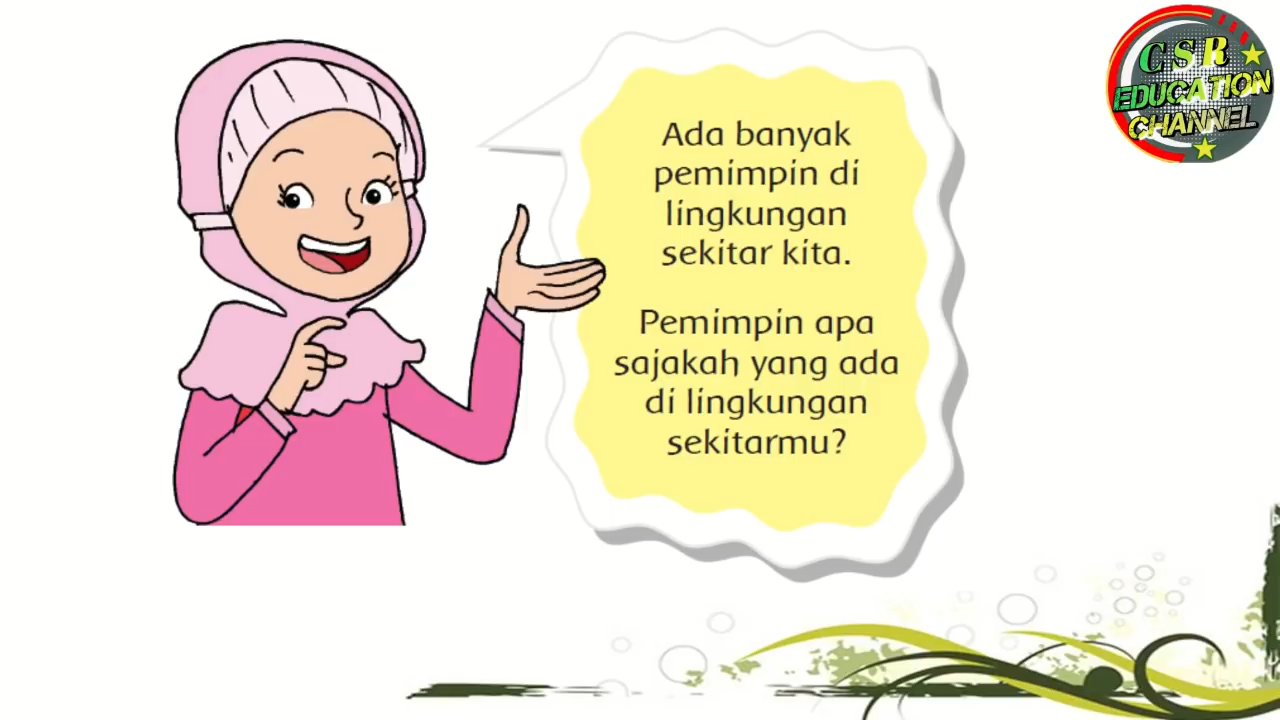 Ada banyak
pemimpin di
lingkungan
sekitar kita.
Pemimpin apa
sajakah yang ada
di lingkungan
sekitarmu?
CSR
EDUCATION
CHANNEL